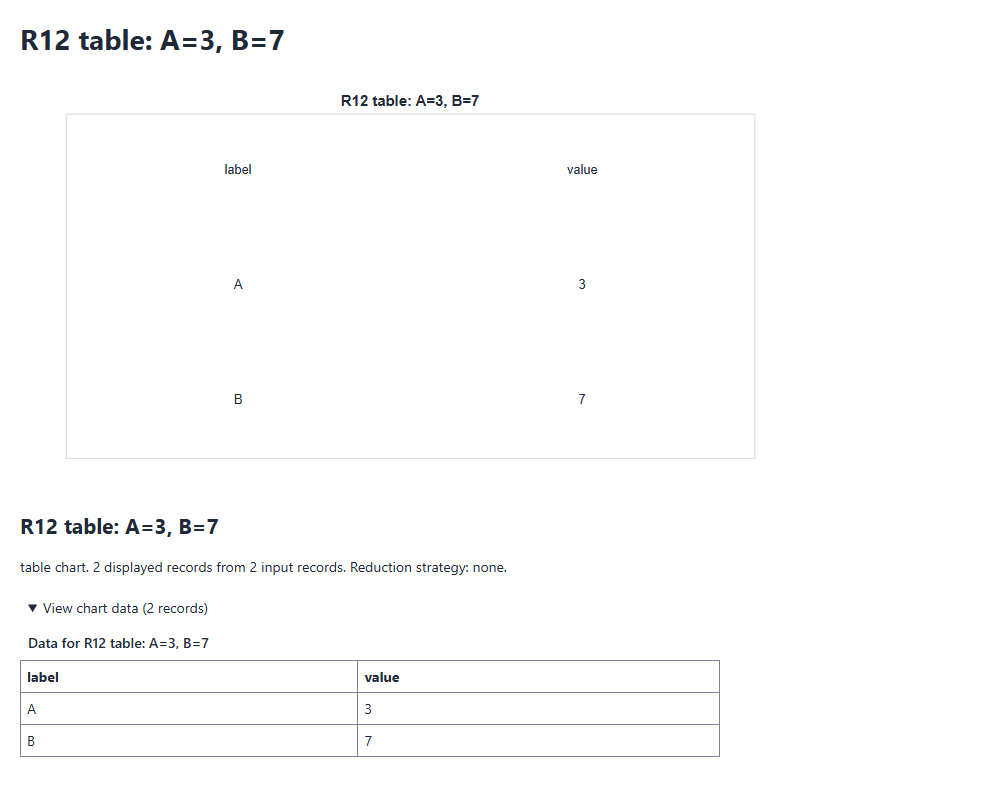 R12 table: A=3, B=7
R12 table: A=3, B=7
label value
A 3
B 7
R12 table: A=3, B=7
table chart. 2 displayed records from 2 input records. Reduction strategy: none.
▼ View chart data (2 records)
Data for R12 table: A=3, B=7
label value
A 3
B 7